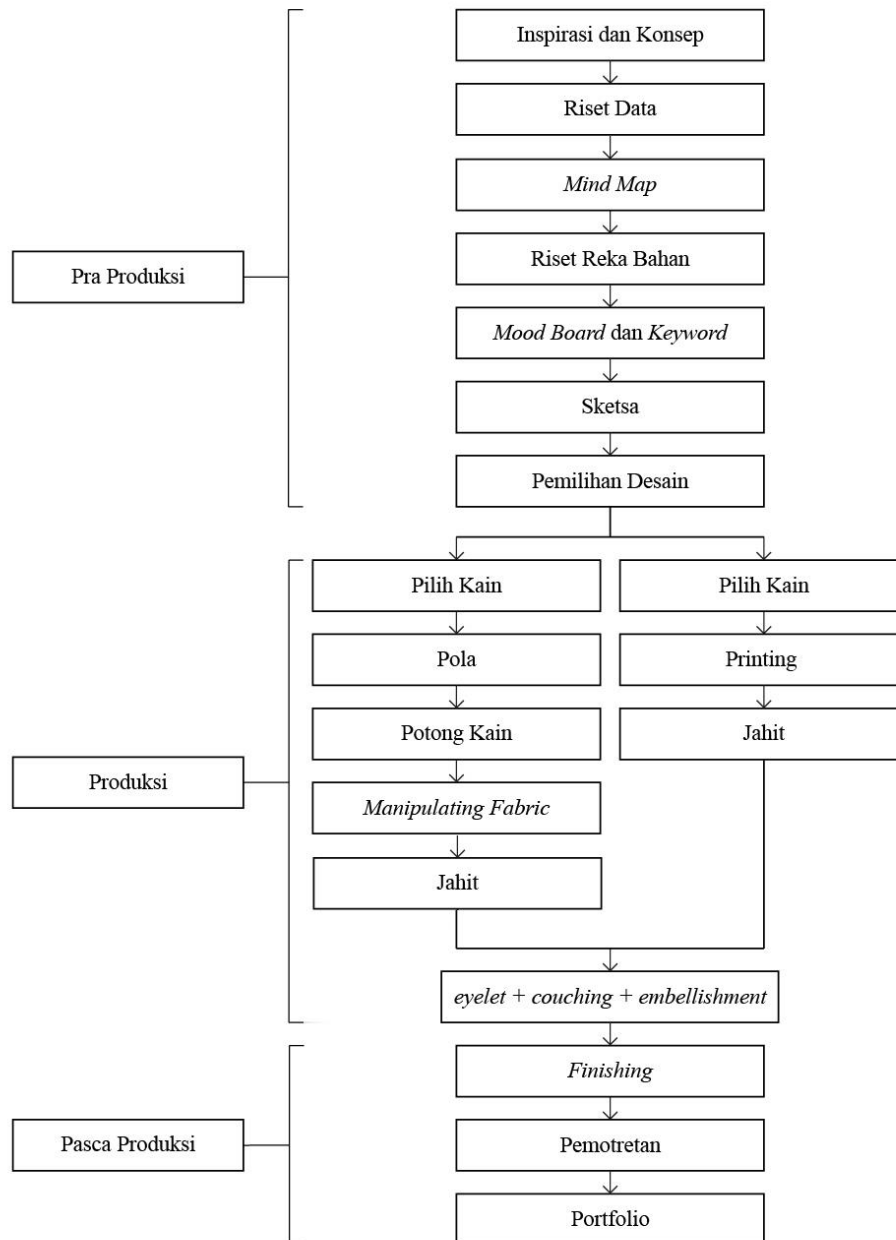 Inspirasi dan Konsep
Riset Data
Mind Map
Riset Reka Bahan
Pra Produksi
Mood Board dan Keyword
Sketsa
Pemilihan Desain
Pilih Kain
Pilih Kain
Pola
Printing
Potong Kain
Jahit
Produksi
Manipulating Fabric
Jahit
eyelet + couching + embellishment
Finishing
Pasca Produksi
Pemotretan
Portfolio